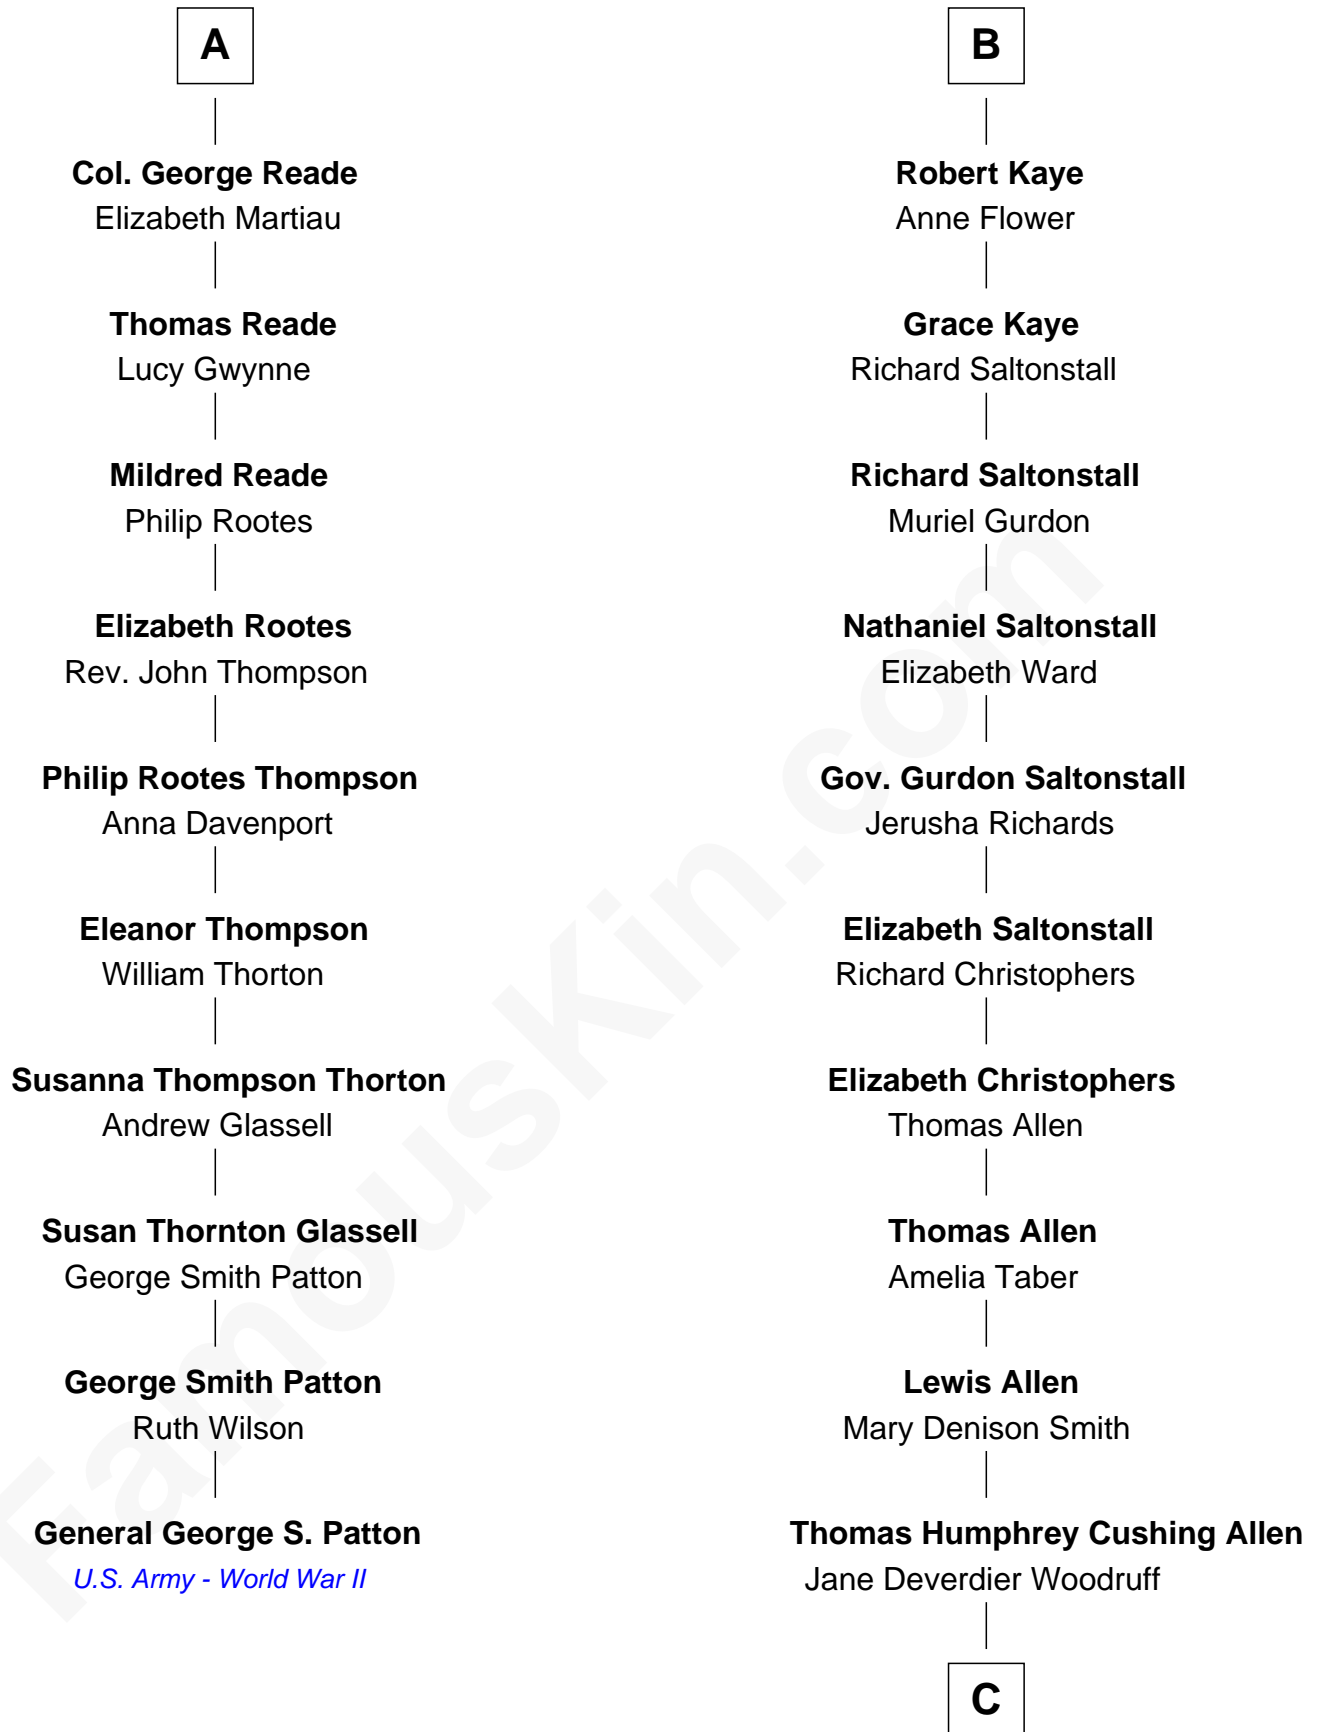 A
Col. George Reade
Elizabeth Martiau
Thomas Reade
Lucy Gwynne
Mildred Reade
Philip Rootes
Elizabeth Rootes
Rev. John Thompson
Philip Rootes Thompson
Anna Davenport
Eleanor Thompson
William Thorton
Susanna Thompson Thorton
Andrew Glassell
Susan Thornton Glassell
George Smith Patton
George Smith Patton
Ruth Wilson
General George S. Patton
U.S. Army - World War II
B
Robert Kaye
Anne Flower
Grace Kaye
Richard Saltonstall
Richard Saltonstall
Muriel Gurdon
Nathaniel Saltonstall
Elizabeth Ward
Gov. Gurdon Saltonstall
Jerusha Richards
Elizabeth Saltonstall
Richard Christophers
Elizabeth Christophers
Thomas Allen
Thomas Allen
Amelia Taber
Lewis Allen
Mary Denison Smith
Thomas Humphrey Cushing Allen
Jane Deverdier Woodruff
C
FamousKin.com